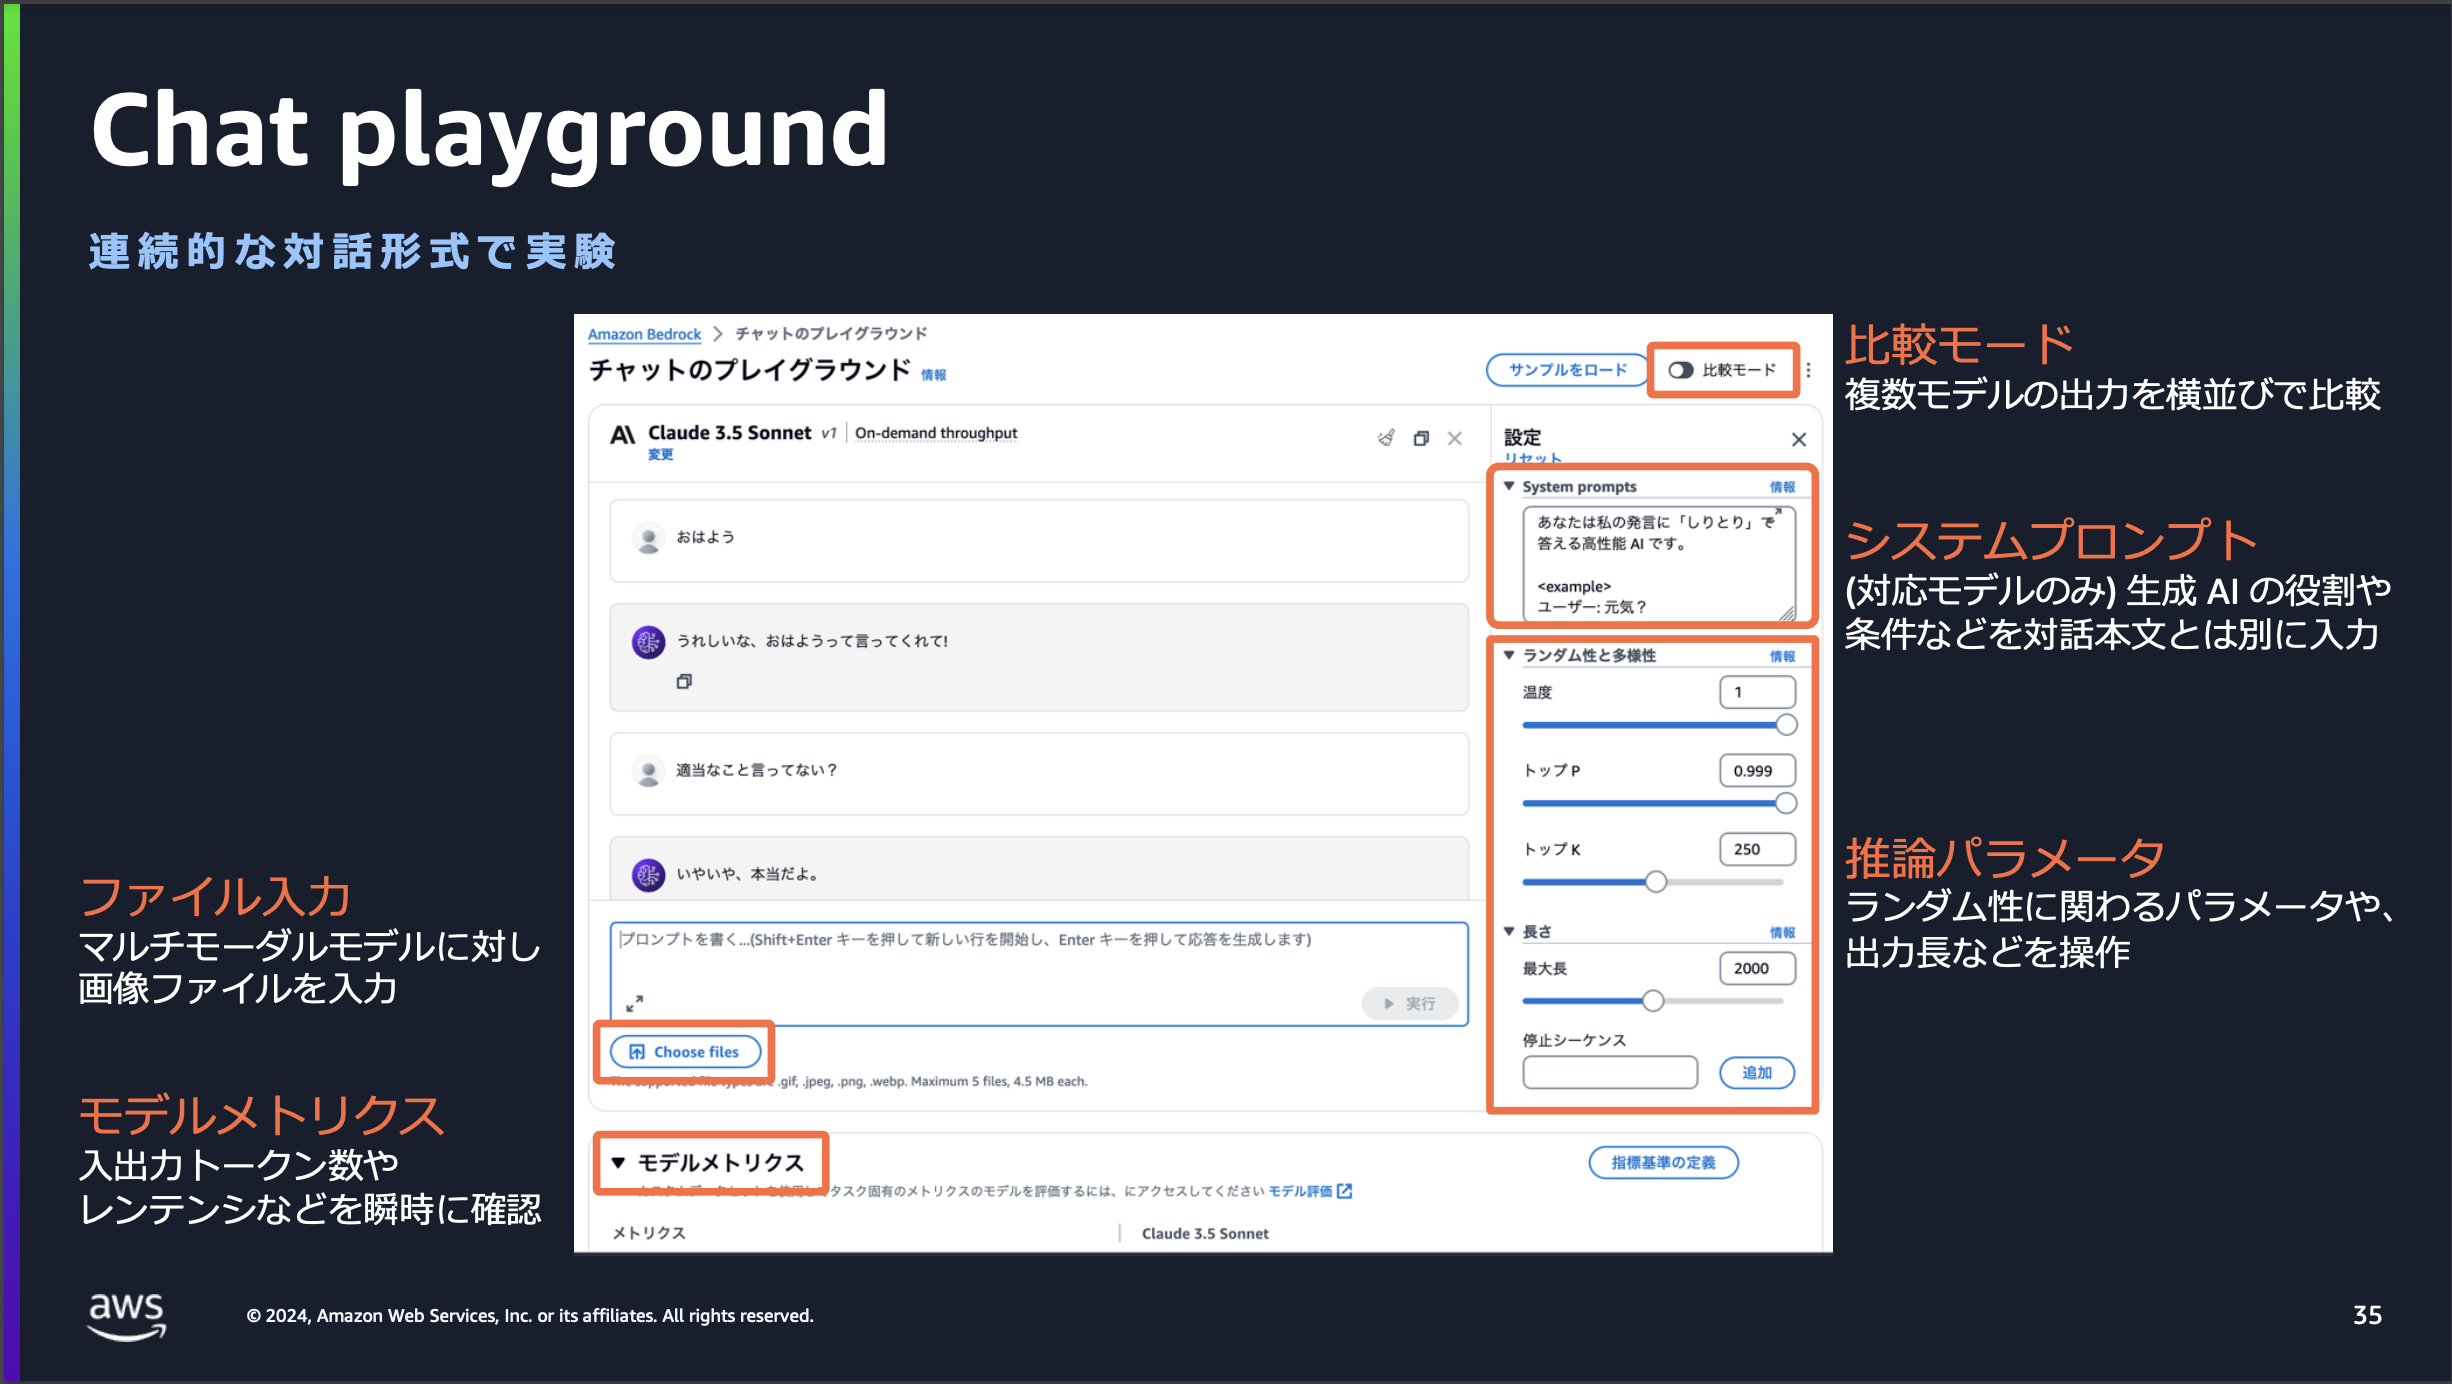 Chat playground
連続的な対話形式で実験
Amazon Bedrock > チャットのプレイグラウンド
チャットのプレイグラウンド 情報
サンプルをロード
比較モード
Claude 3.5 Sonnet v1 | On-demand throughput
変更
おはよう
うれしいな、おはようって言ってくれて!
適当なこと言ってない?
いやいや、本当だよ。
プロンプトを書く...(Shift+Enter キーを押して新しい行を開始し、Enter キーを押して応答を生成します)
実行
Choose files
.gif, .jpeg, .png, .webp. Maximum 5 files, 4.5 MB each.
設定
リセット
System prompts 情報
あなたは私の発言に「しりとり」で
答える高性能 AI です。
<example>
ユーザー: 元気?
ランダム性と多様性 情報
温度 1
トップ P 0.999
トップ K 250
長さ 情報
最大長 2000
停止シーケンス
追加
モデルメトリクス
指標基準の定義
タスク固有のメトリクスのモデルを評価するには、にアクセスしてください モデル評価
メトリクス
Claude 3.5 Sonnet
比較モード
複数モデルの出力を横並びで比較
システムプロンプト
(対応モデルのみ) 生成 AI の役割や
条件などを対話本文とは別に入力
推論パラメータ
ランダム性に関わるパラメータや、
出力長などを操作
ファイル入力
マルチモーダルモデルに対し
画像ファイルを入力
モデルメトリクス
入出力トークン数や
レンテンシなどを瞬時に確認
aws
© 2024, Amazon Web Services, Inc. or its affiliates. All rights reserved.
35